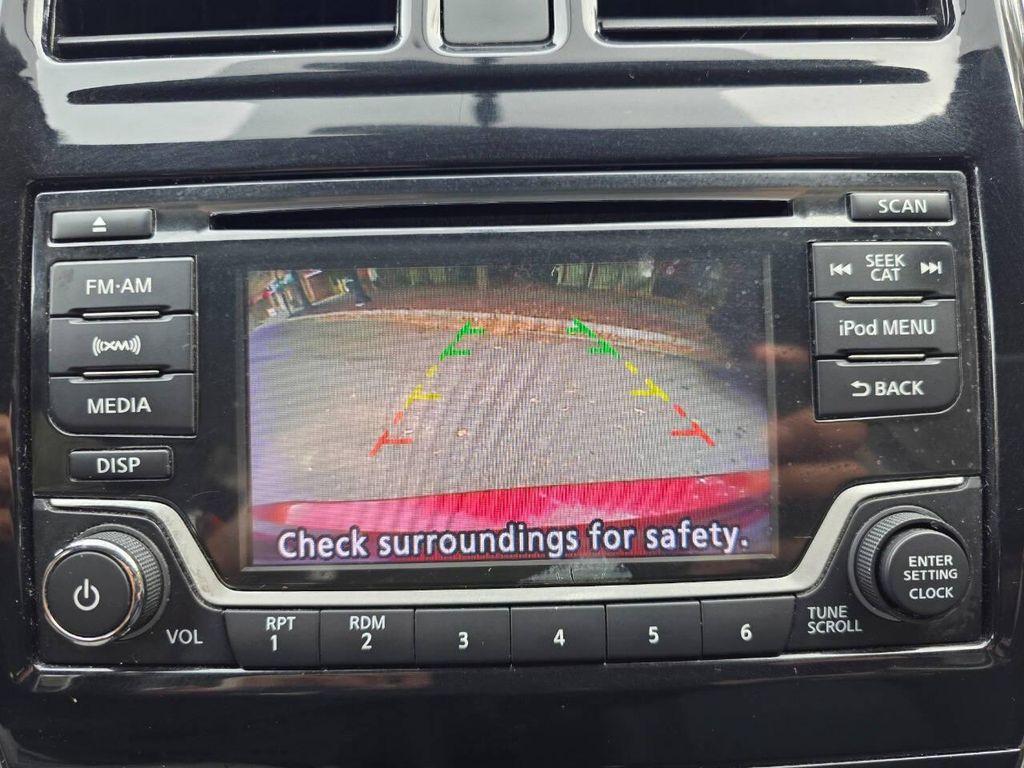 SCAN
FM·AM
SEEK
CAT
((XM))
iPod MENU
MEDIA
BACK
DISP
Check surroundings for safety.
ENTER
SETTING
CLOCK
VOL
RPT
1
RDM
2
3
4
5
6
TUNE
SCROLL